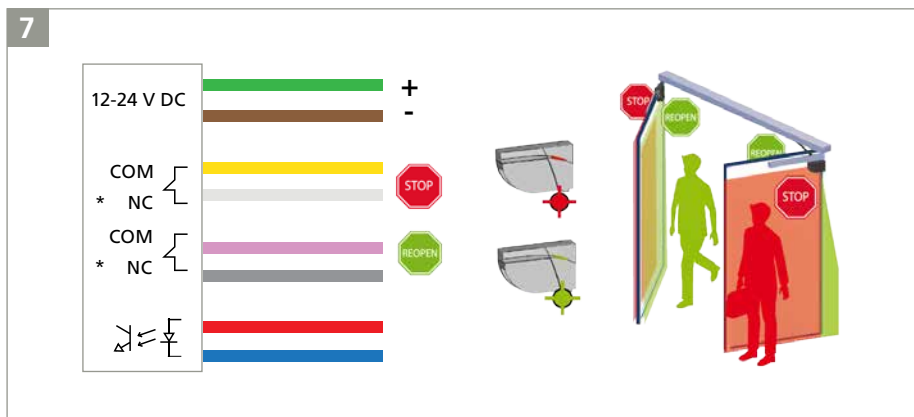 7
12-24 V DC
+
-
COM
* NC
STOP
COM
* NC
REOPEN
STOP
REOPEN
REOPEN
STOP